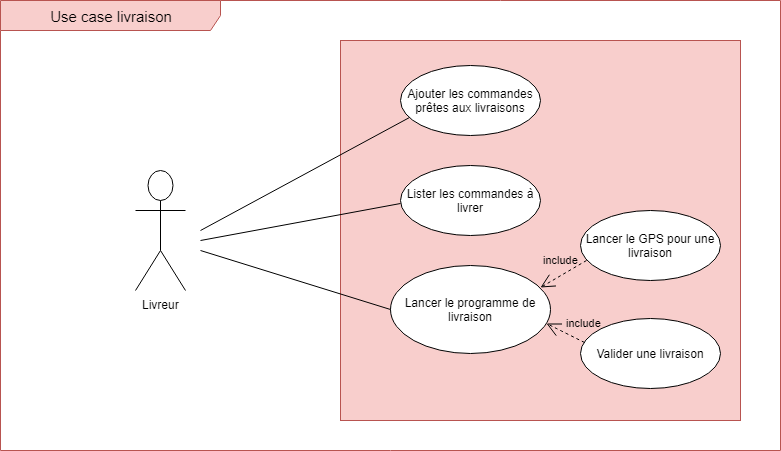 Use case livraison
Ajouter les commandes
prêtes aux livraisons
Lister les commandes à
livrer
Lancer le GPS pour une
livraison
include
Lancer le programme de
livraison
Livreur
include
Valider une livraison